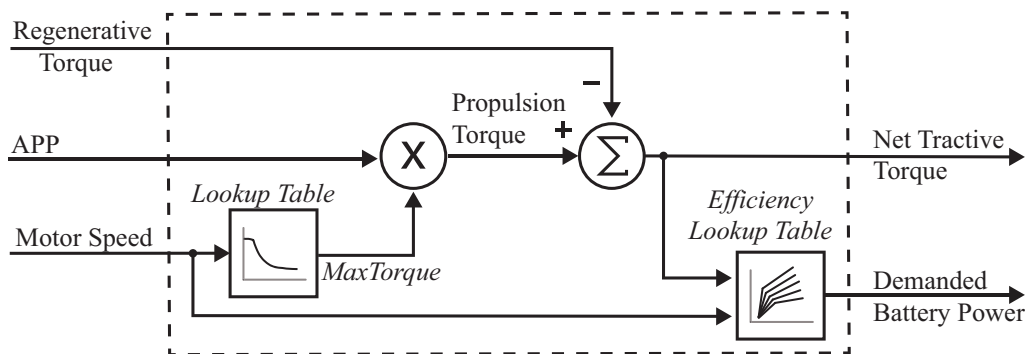 Regenerative
Torque
APP
Motor Speed
Lookup Table
MaxTorque
X
Propulsion
Torque
−
+
Σ
Efficiency
Lookup Table
Net Tractive
Torque
Demanded
Battery Power